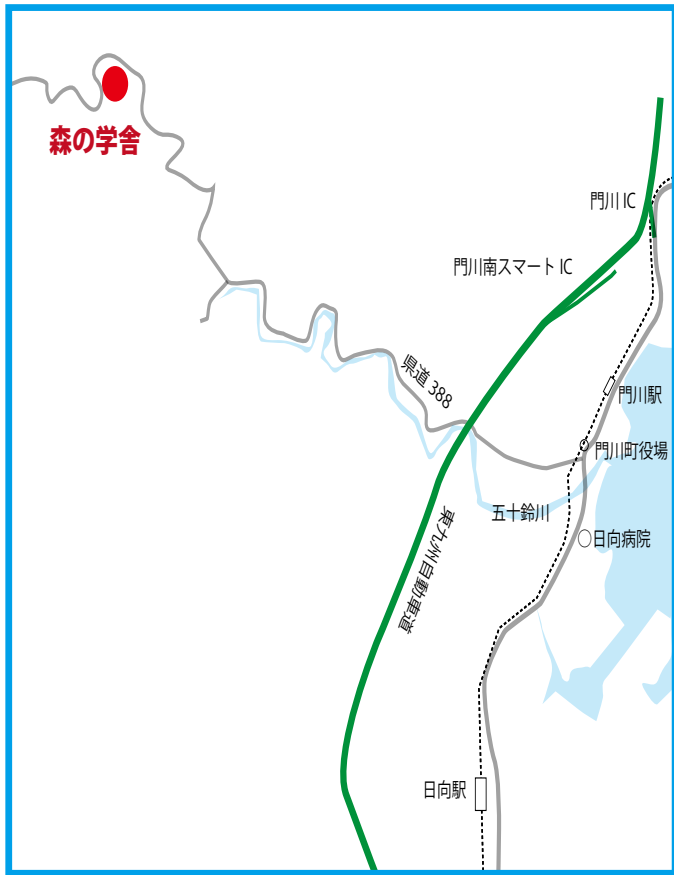 森の学舎
門川 IC
門川南スマート IC
県道 388
門川駅
門川町役場
五十鈴川
日向病院
東九州自動車道
日向駅